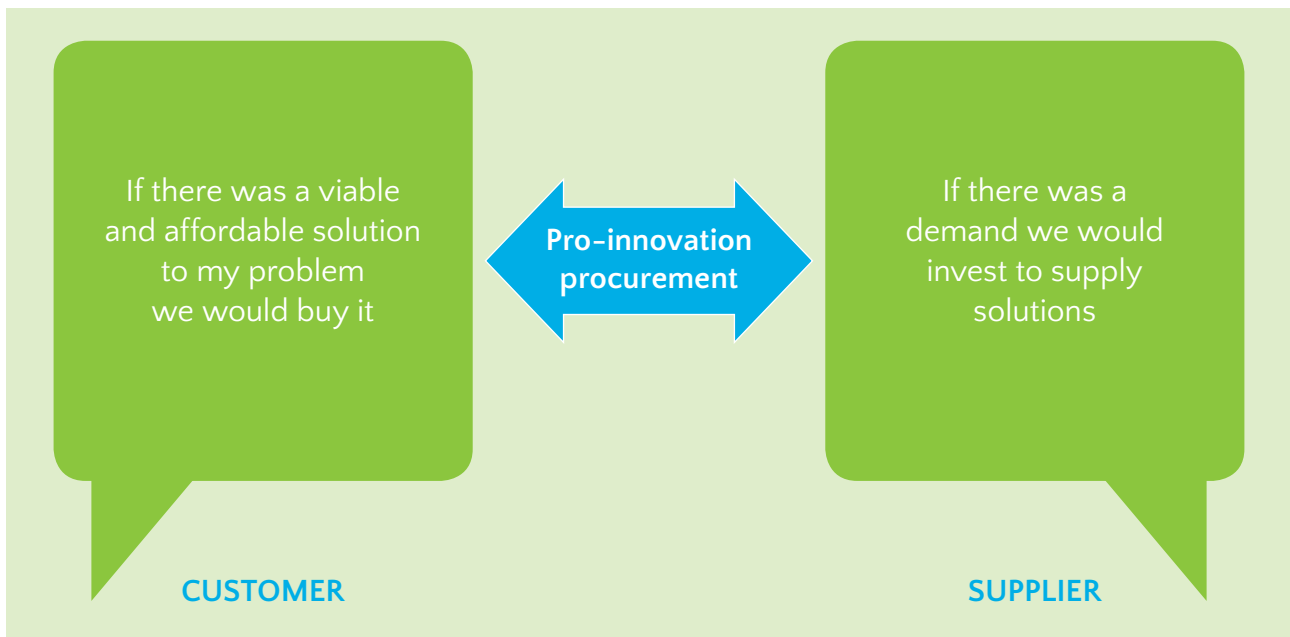 If there was a viable
and affordable solution
to my problem
we would buy it
Pro-innovation
procurement
If there was a
demand we would
invest to supply
solutions
CUSTOMER
SUPPLIER